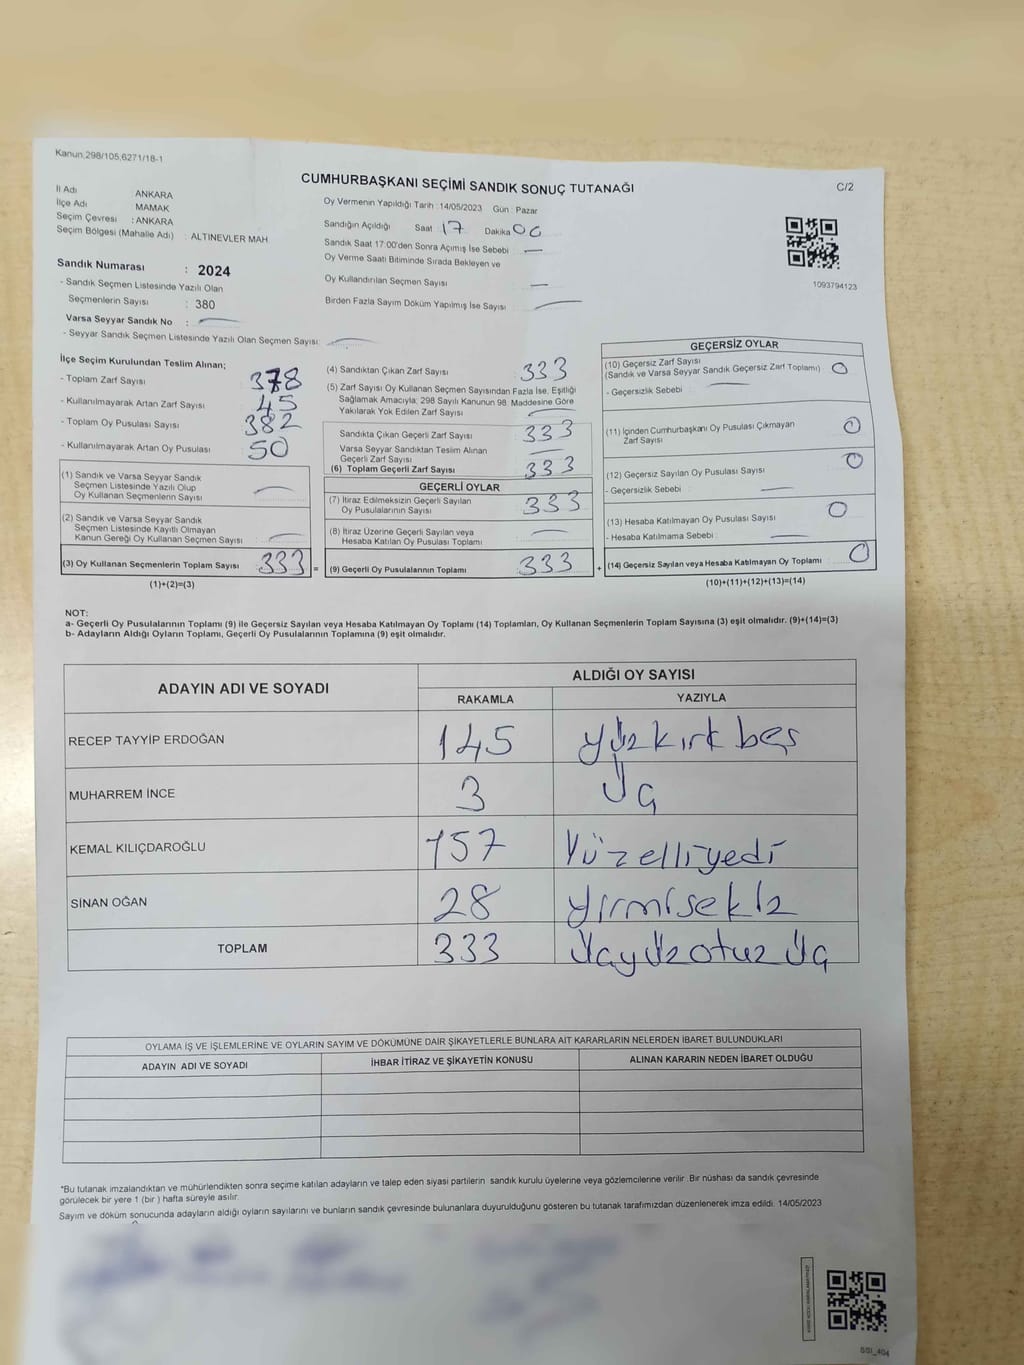 Kanun.298/105,6271/18-1
CUMHURBAŞKANI SEÇİMİ SANDIK SONUÇ TUTANAĞI
C/2
İl Adı ANKARA
İlçe Adı MAMAK
Seçim Çevresi : ANKARA
Seçim Bölgesi (Mahalle Adı) : ALTINEVLER MAH
Sandık Numarası : 2024
- Sandık Seçmen Listesinde Yazılı Olan
Seçmenlerin Sayısı : 380
Varsa Seyyar Sandık No :
- Seyyar Sandık Seçmen Listesinde Yazılı Olan Seçmen Sayısı:
Oy Vermenin Yapıldığı Tarih : 14/05/2023 Gün : Pazar
Sandığın Açıldığı Saat : 17 Dakika
Sandık Saat 17:00'den Sonra Açımış İse Sebebi : —
Oy Verme Saati Bitiminde Sırada Bekleyen ve
Oy Kullandırılan Seçmen Sayısı : —
Birden Fazla Sayım Döküm Yapılmış İse Sayısı :
1093794123
İlçe Seçim Kurulundan Teslim Alınan;
- Toplam Zarf Sayısı 378
- Kullanılmayarak Artan Zarf Sayısı 45
- Toplam Oy Pusulası Sayısı 382
- Kullanılmayarak Artan Oy Pusulası 50
(1) Sandık ve Varsa Seyyar Sandık
Seçmen Listesinde Yazılı Olup
Oy Kullanan Seçmenlerin Sayısı
(2) Sandık ve Varsa Seyyar Sandık
Seçmen Listesinde Kayıtlı Olmayan
Kanun Gereği Oy Kullanan Seçmen Sayısı
(3) Oy Kullanan Seçmenlerin Toplam Sayısı 333 =
(1)+(2)=(3)
(4) Sandıktan Çıkan Zarf Sayısı 333
(5) Zarf Sayısı Oy Kullanan Seçmen Sayısından Fazla İse, Eşitliği
Sağlamak Amacıyla; 298 Sayılı Kanunun 98. Maddesine Göre
Yakılarak Yok Edilen Zarf Sayısı
Sandıkta Çıkan Geçerli Zarf Sayısı 333
Varsa Seyyar Sandıktan Teslim Alınan
Geçerli Zarf Sayısı
(6) Toplam Geçerli Zarf Sayısı 333
GEÇERLİ OYLAR
(7) İtiraz Edilmeksizin Geçerli Sayılan
Oy Pusulalarının Sayısı 333
(8) İtiraz Üzerine Geçerli Sayılan veya
Hesaba Katılan Oy Pusulası Toplamı
(9) Geçerli Oy Pusulalarının Toplamı 333 +
GEÇERSİZ OYLAR
(10) Geçersiz Zarf Sayısı
(Sandık ve Varsa Seyyar Sandık Geçersiz Zarf Toplamı) 0
- Geçersizlik Sebebi :
(11) İçinden Cumhurbaşkanı Oy Pusulası Çıkmayan
Zarf Sayısı 0
(12) Geçersiz Sayılan Oy Pusulası Sayısı 0
- Geçersizlik Sebebi :
(13) Hesaba Katılmayan Oy Pusulası Sayısı 0
- Hesaba Katılmama Sebebi :
(14) Geçersiz Sayılan veya Hesaba Katılmayan Oy Toplamı 0
(10)+(11)+(12)+(13)=(14)
NOT:
a- Geçerli Oy Pusulalarının Toplamı (9) ile Geçersiz Sayılan veya Hesaba Katılmayan Oy Toplamı (14) Toplamları, Oy Kullanan Seçmenlerin Toplam Sayısına (3) eşit olmalıdır. (9)+(14)=(3)
b- Adayların Aldığı Oyların Toplamı, Geçerli Oy Pusulalarının Toplamına (9) eşit olmalıdır.
ADAYIN ADI VE SOYADI ALDIĞI OY SAYISI
RAKAMLA YAZIYLA
RECEP TAYYİP ERDOĞAN 145 yüzkırk beş
MUHARREM İNCE 3 Üç
KEMAL KILIÇDAROĞLU 157 Yüzelliyedi
SİNAN OĞAN 28 yirmisekiz
TOPLAM 333 Üçyüzotuz Üç
OYLAMA İŞ VE İŞLEMLERİNE VE OYLARIN SAYIM VE DÖKÜMÜNE DAİR ŞİKAYETLERLE BUNLARA AİT KARARLARIN NELERDEN İBARET BULUNDUKLARI
ADAYIN ADI VE SOYADI İHBAR İTİRAZ VE ŞİKAYETİN KONUSU ALINAN KARARIN NEDEN İBARET OLDUĞU
*Bu tutanak imzalandıktan ve mühürlendikten sonra seçime katılan adayların ve talep eden siyasi partilerin sandık kurulu üyelerine veya gözlemcilerine verilir. Bir nüshası da sandık çevresinde
görülecek bir yere 1 (bir ) hafta süreyle asılır.
Sayım ve döküm sonucunda adayların aldığı oyların sayılarını ve bunların sandık çevresinde bulunanlara duyurulduğunu gösteren bu tutanak tarafımızdan düzenlenerek imza edildi. 14/05/2023